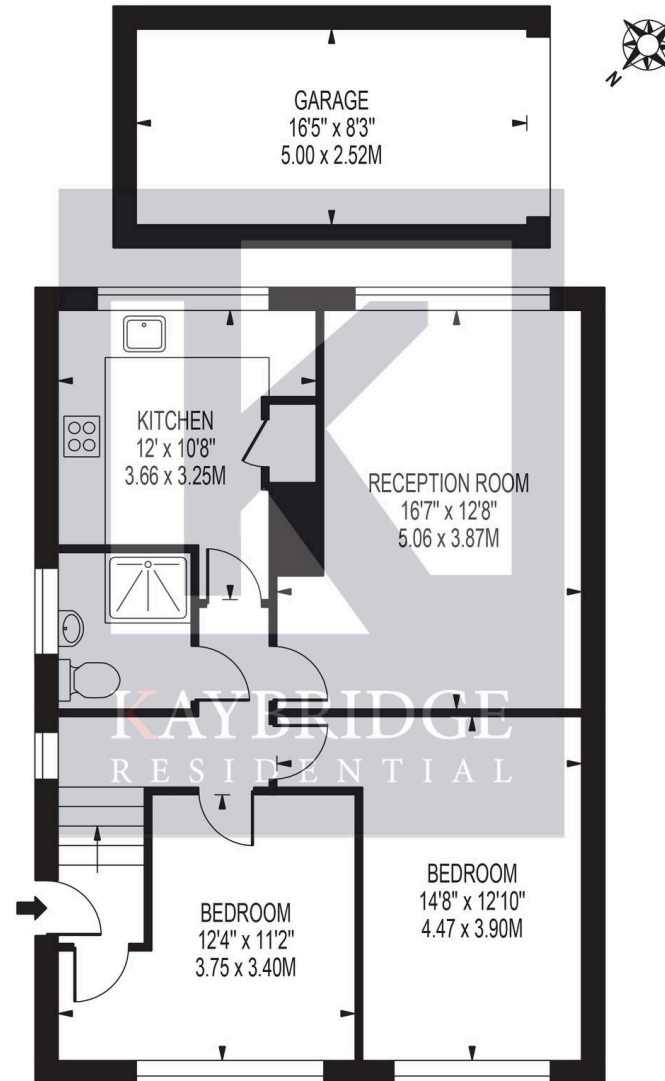 GARAGE
16'5" x 8'3"
5.00 x 2.52M
N
KITCHEN
12' x 10'8"
3.66 x 3.25M
RECEPTION ROOM
16'7" x 12'8"
5.06 x 3.87M
KAYBRIDGE
RESIDENTIAL
BEDROOM
12'4" x 11'2"
3.75 x 3.40M
BEDROOM
14'8" x 12'10"
4.47 x 3.90M